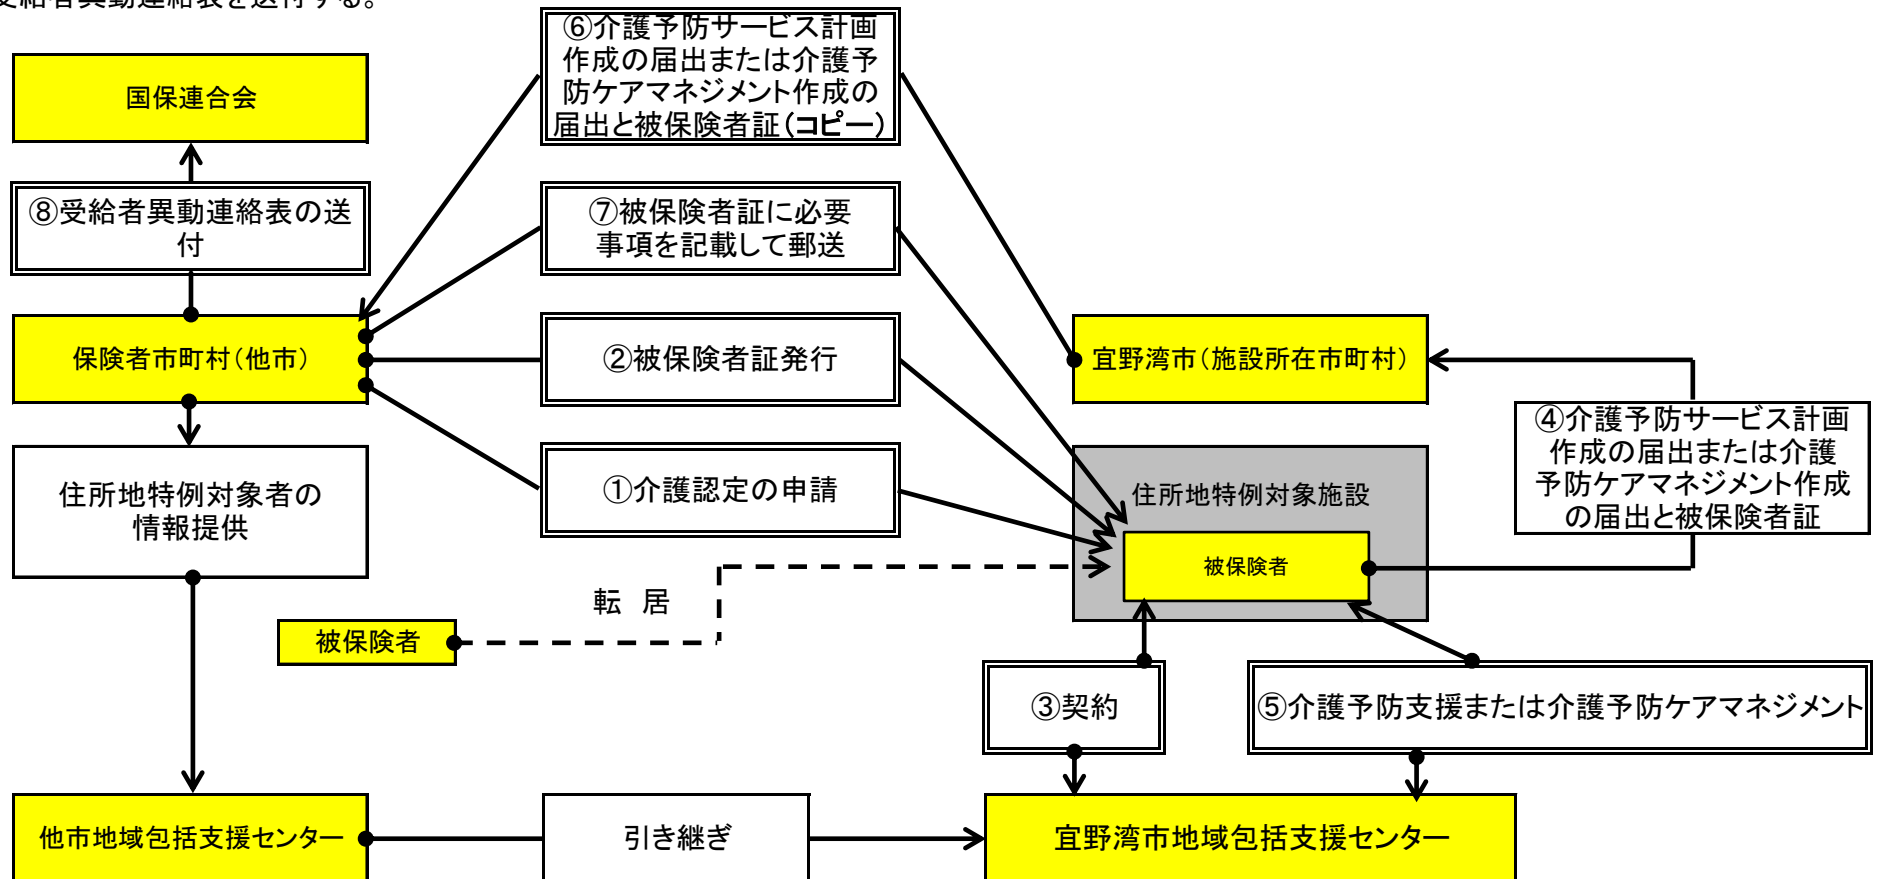 受給者異動連絡表を送付する。
⑥介護予防サービス計画
作成の届出または介護予
防ケアマネジメント作成の
届出と被保険者証(コピー)
国保連合会
⑧受給者異動連絡表の送
付
⑦被保険者証に必要
事項を記載して郵送
保険者市町村(他市)
②被保険者証発行
宜野湾市(施設所在市町村)
④介護予防サービス計画
作成の届出または介護
予防ケアマネジメント作成
の届出と被保険者証
住所地特例対象者の
情報提供
①介護認定の申請
住所地特例対象施設
被保険者
転 居
被保険者
③契約
⑤介護予防支援または介護予防ケアマネジメント
他市地域包括支援センター
引き継ぎ
宜野湾市地域包括支援センター